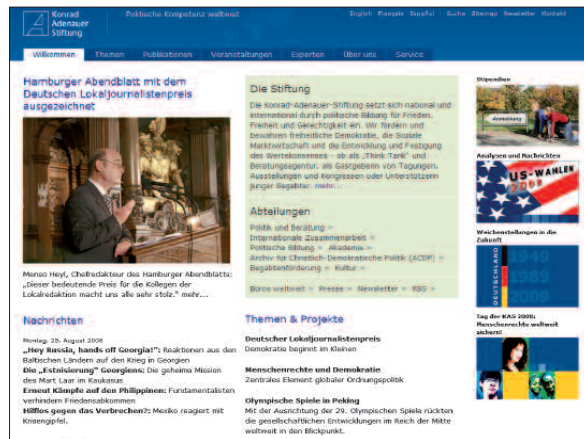 Konrad
Adenauer
Stiftung
Politische Kompetenz weltweit
English Français Español Suche Sitemap Newsletter Kontakt
Willkommen Themen Publikationen Veranstaltungen Experten Über uns Service
Hamburger Abendblatt mit dem
Deutschen Lokaljournalistenpreis
ausgezeichnet
Menso Heyl, Chefredakteur des Hamburger Abendblatts:
„Dieser bedeutende Preis für die Kollegen der
Lokalredaktion macht uns alle sehr stolz.“ mehr...
Nachrichten
Montag, 25. August 2008
„Hey Russia, hands off Georgia!“: Reaktionen aus den
Baltischen Ländern auf den Krieg in Georgien
Die „Estnisierung“ Georgiens: Die geheime Mission
des Mart Laar im Kaukasus
Erneut Kämpfe auf den Philippinen: Fundamentalisten
verhindern Friedensabkommen
Hilflos gegen das Verbrechen?: Mexiko reagiert mit
Krisengipfel.
Die Stiftung
Die Konrad-Adenauer-Stiftung setzt sich national und
international durch politische Bildung für Frieden,
Freiheit und Gerechtigkeit ein. Wir fördern und
bewahren freiheitliche Demokratie, die Soziale
Marktwirtschaft und die Entwicklung und Festigung
des Wertekonsenses - ob als „Think Tank“ und
Beratungsagentur, als Gastgeberin von Tagungen,
Ausstellungen und Kongressen oder Unterstützerin
junger Begabter. mehr...
Abteilungen
Politik und Beratung »
Internationale Zusammenarbeit »
Politische Bildung » Akademie »
Archiv für Christlich-Demokratische Politik (ACDP) »
Begabtenförderung » Kultur »
Büros weltweit » Presse » Newsletter » RSS »
Themen & Projekte
Deutscher Lokaljournalistenpreis
Demokratie beginnt im Kleinen
Menschenrechte und Demokratie
Zentrales Element globaler Ordnungspolitik
Olympische Spiele in Peking
Mit der Ausrichtung der 29. Olympischen Spiele rückten
die gesellschaftlichen Entwicklungen im Reich der Mitte
weltweit in den Blickpunkt.
Stipendien
Anmeldung
Analysen und Nachrichten
US-WAHLEN
2008
Weichenstellungen in die
Zukunft
DEUTSCHLAND
1949
1989
2009
Tag der KAS 2008:
Menschenrechte weltweit
sichern!